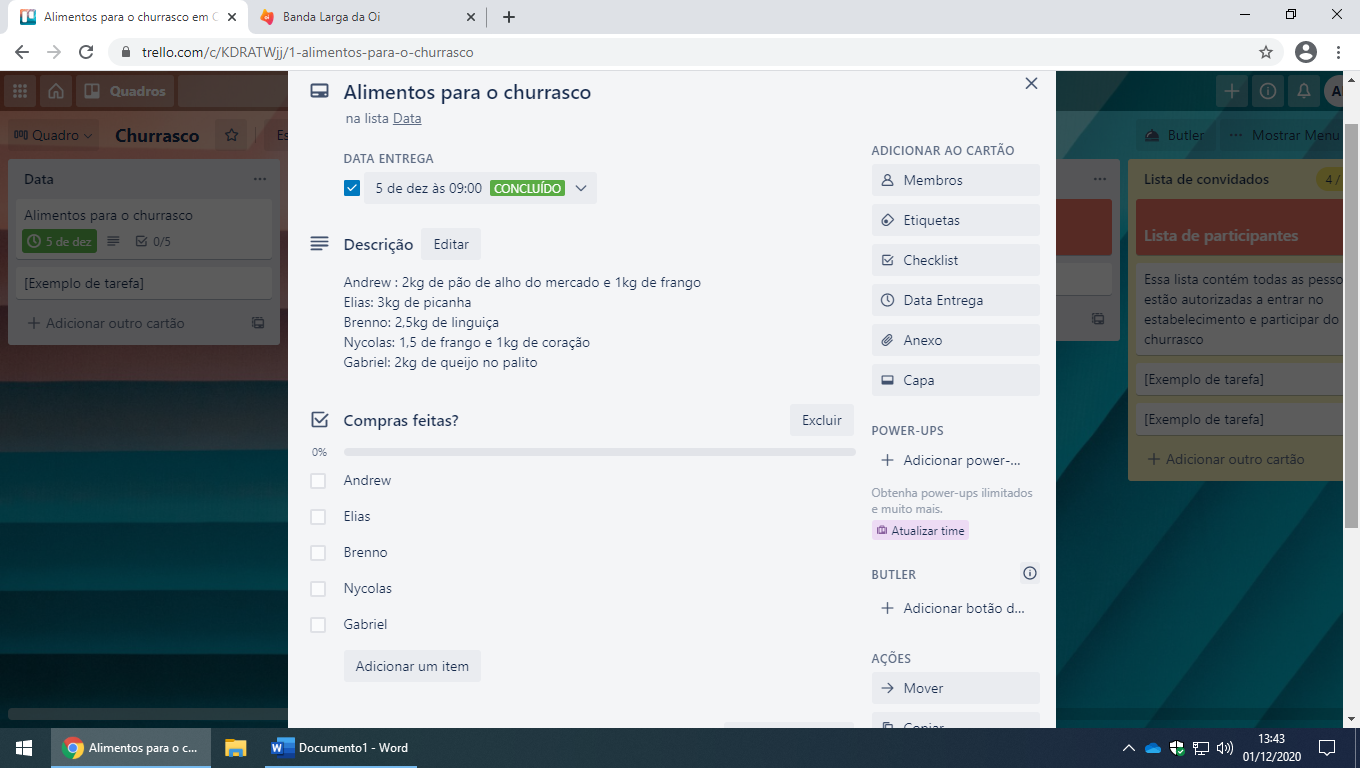 Alimentos para o churrasco em C
Banda Larga da Oi
trello.com/c/KDRATWjj/1-alimentos-para-o-churrasco
Quadros
Quadro
Churrasco
Es
Butler
Mostrar Menu
Data
Alimentos para o churrasco
5 de dez
0/5
[Exemplo de tarefa]
Adicionar outro cartão
Alimentos para o churrasco
na lista Data
DATA ENTREGA
5 de dez às 09:00 CONCLUÍDO
Descrição
Editar
Andrew : 2kg de pão de alho do mercado e 1kg de frango
Elias: 3kg de picanha
Brenno: 2,5kg de linguiça
Nycolas: 1,5 de frango e 1kg de coração
Gabriel: 2kg de queijo no palito
Compras feitas?
Excluir
0%
Andrew
Elias
Brenno
Nycolas
Gabriel
Adicionar um item
ADICIONAR AO CARTÃO
Membros
Etiquetas
Checklist
Data Entrega
Anexo
Capa
POWER-UPS
Adicionar power-...
Obtenha power-ups ilimitados
e muito mais.
Atualizar time
BUTLER
Adicionar botão d...
AÇÕES
Mover
Copiar
Lista de convidados
4 /
Lista de participantes
Essa lista contém todas as pesso
estão autorizadas a entrar no
estabelecimento e participar do
churrasco
[Exemplo de tarefa]
[Exemplo de tarefa]
Adicionar outro cartão
Alimentos para o c...
Documento1 - Word
13:43
01/12/2020